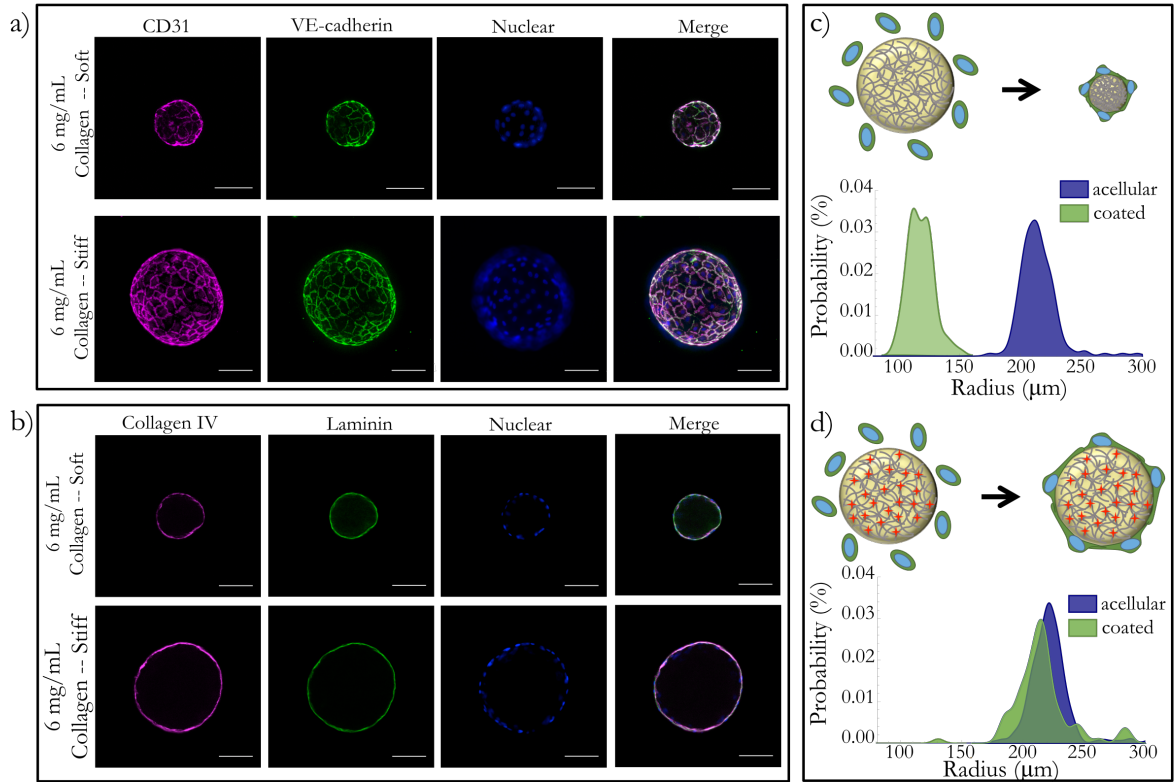 a)
CD31 VE-cadherin Nuclear Merge
6 mg/mL
Collagen -- Soft
6 mg/mL
Collagen -- Stiff
b)
Collagen IV Laminin Nuclear Merge
6 mg/mL
Collagen -- Soft
6 mg/mL
Collagen -- Stiff
c)
acellular
coated
Probability (%)
0.04
0.03
0.02
0.01
0.00
100 150 200 250 300
Radius (μm)
d)
acellular
coated
Probability (%)
0.04
0.03
0.02
0.01
0.00
100 150 200 250 300
Radius (μm)